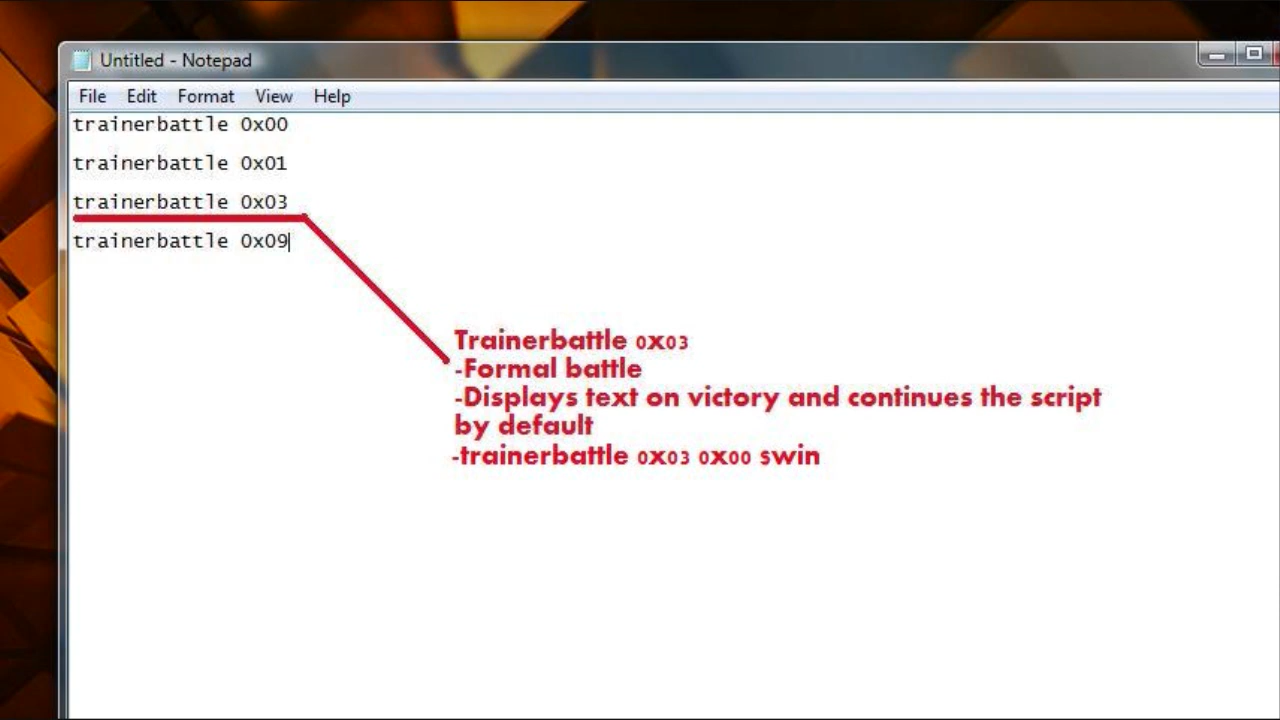 Untitled - Notepad
File Edit Format View Help
trainerbattle 0x00
trainerbattle 0x01
trainerbattle 0x03
trainerbattle 0x09
Trainerbattle 0X03
-Formal battle
-Displays text on victory and continues the script
by default
-trainerbattle 0X03 0X00 $win